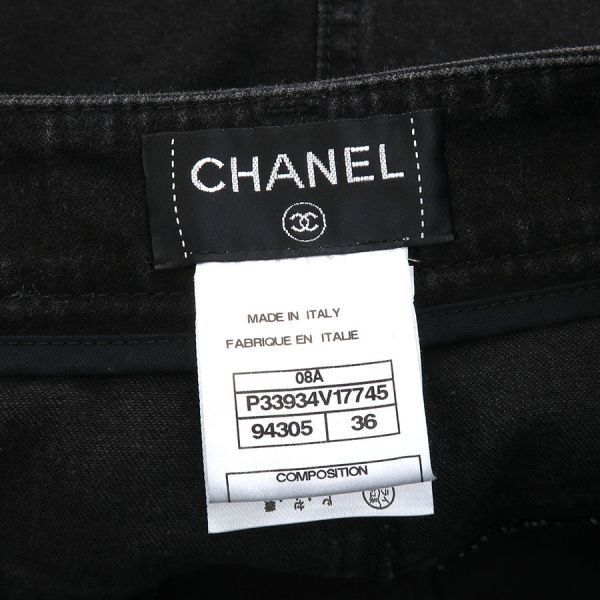 CHANEL
MADE IN ITALY
FABRIQUE EN ITALIE
08A
P33934V17745
94305 36
COMPOSITION